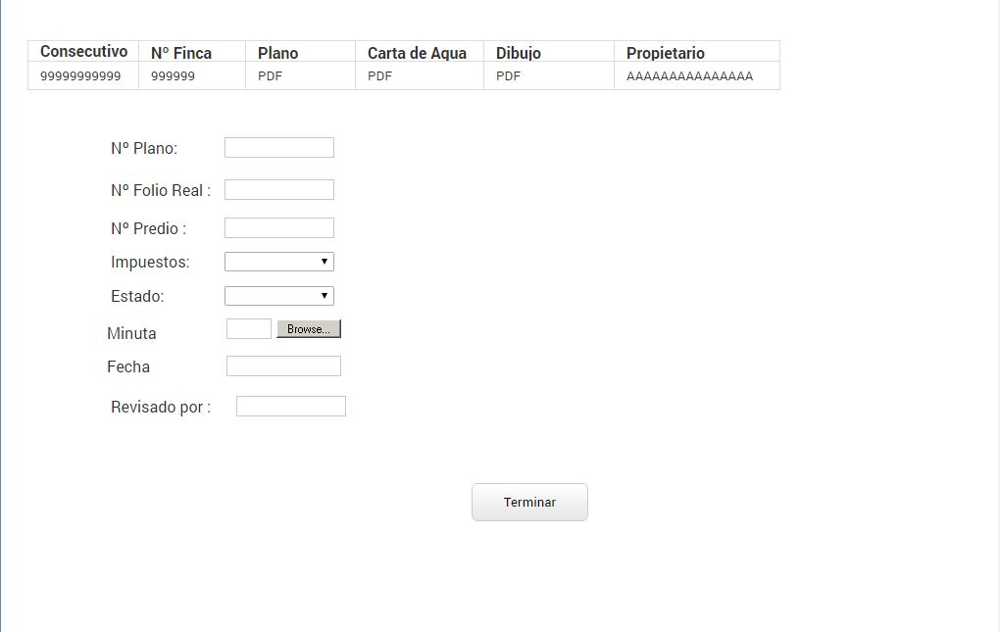 Consecutivo Nº Finca Plano Carta de Aqua Dibujo Propietario
99999999999 999999 PDF PDF PDF AAAAAAAAAAAAAAA
Nº Plano:
Nº Folio Real :
Nº Predio :
Impuestos:
Estado:
Minuta Browse...
Fecha
Revisado por :
Terminar